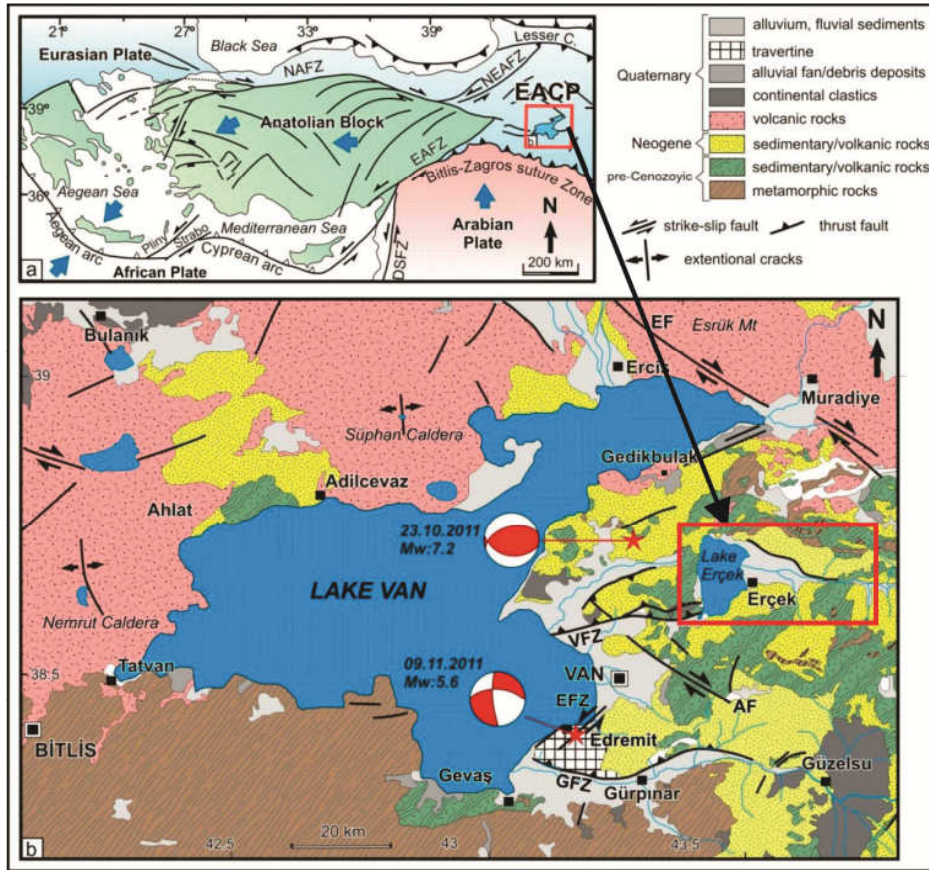 21°
27°
33°
39°
Black Sea
Lesser C.
Eurasian Plate
NAFZ
NEAFZ
EACP
39°
Anatolian Block
EAFZ
Bitlis-Zagros suture Zone
36°
Aegean Sea
Mediterranean Sea
Aegean arc
Pliny
Strabo
Cyprean arc
African Plate
DSFZ
Arabian
Plate
N
200 km
a
alluvium, fluvial sediments
travertine
Quaternary
alluvial fan/debris deposits
continental clastics
volcanic rocks
Neogene
sedimentary/volcanic rocks
pre-Cenozoyic
sedimentary/volcanic rocks
metamorphic rocks
strike-slip fault
thrust fault
extentional cracks
Bulanık
EF
Esrük Mt
N
39
Erciş
Muradiye
Süphan Caldera
Gedikbulak
Adilcevaz
Ahlat
23.10.2011
Mw:7.2
Lake
Erçek
LAKE VAN
Erçek
Nemrut Caldera
VFZ
38.5
Tatvan
09.11.2011
Mw:5.6
VAN
EFZ
AF
BİTLİS
Edremit
Gevaş
GFZ
Gürpınar
Güzelsu
20 km
42.5
43
43.5
b